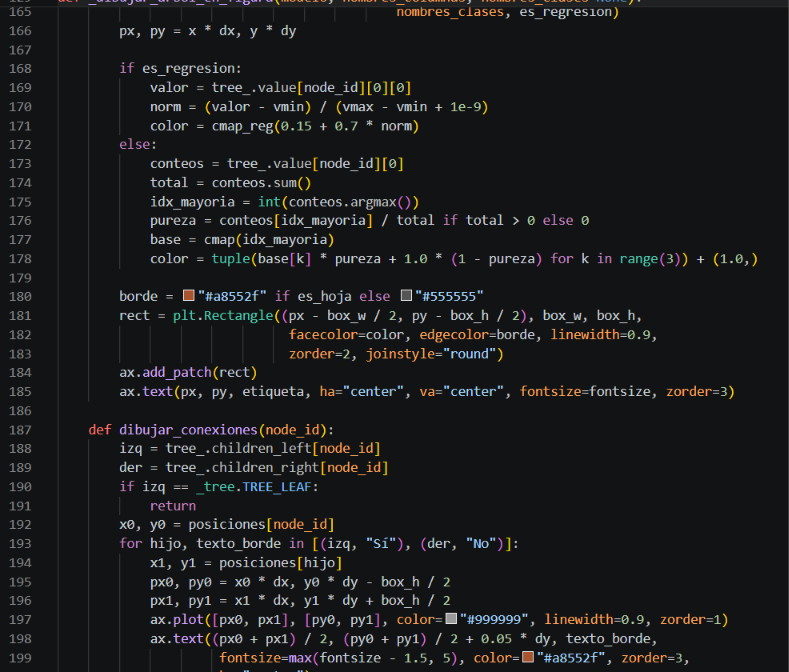 165 nombres_clases, es_regresion)
166 px, py = x * dx, y * dy
167
168 if es_regresion:
169 valor = tree_.value[node_id][0][0]
170 norm = (valor - vmin) / (vmax - vmin + 1e-9)
171 color = cmap_reg(0.15 + 0.7 * norm)
172 else:
173 conteos = tree_.value[node_id][0]
174 total = conteos.sum()
175 idx_mayoria = int(conteos.argmax())
176 pureza = conteos[idx_mayoria] / total if total > 0 else 0
177 base = cmap(idx_mayoria)
178 color = tuple(base[k] * pureza + 1.0 * (1 - pureza) for k in range(3)) + (1.0,)
179
180 borde = "#a8552f" if es_hoja else "#555555"
181 rect = plt.Rectangle((px - box_w / 2, py - box_h / 2), box_w, box_h,
182 facecolor=color, edgecolor=borde, linewidth=0.9,
183 zorder=2, joinstyle="round")
184 ax.add_patch(rect)
185 ax.text(px, py, etiqueta, ha="center", va="center", fontsize=fontsize, zorder=3)
186
187 def dibujar_conexiones(node_id):
188 izq = tree_.children_left[node_id]
189 der = tree_.children_right[node_id]
190 if izq == _tree.TREE_LEAF:
191 return
192 x0, y0 = posiciones[node_id]
193 for hijo, texto_borde in [(izq, "Sí"), (der, "No")]:
194 x1, y1 = posiciones[hijo]
195 px0, py0 = x0 * dx, y0 * dy - box_h / 2
196 px1, py1 = x1 * dx, y1 * dy + box_h / 2
197 ax.plot([px0, px1], [py0, py1], color="#999999", linewidth=0.9, zorder=1)
198 ax.text((px0 + px1) / 2, (py0 + py1) / 2 + 0.05 * dy, texto_borde,
199 fontsize=max(fontsize - 1.5, 5), color="#a8552f", zorder=3,